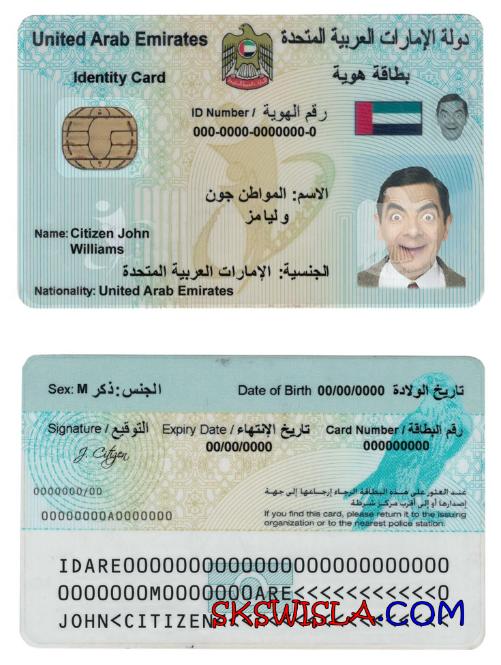 United Arab Emirates
دولة الإمارات العربية المتحدة
Identity Card
بطاقة هوية
ID Number / رقم الهوية
000-0000-0000000-0
الاسم: المواطن جون
وليامز
Name: Citizen John
Williams
الجنسية: الإمارات العربية المتحدة
Nationality: United Arab Emirates
Sex: M الجنس: ذكر
Date of Birth 00/00/0000 تاريخ الولادة
Signature / التوقيع
Expiry Date / تاريخ الإنتهاء
Card Number / رقم البطاقة
00/00/0000
000000000
J. Citizen
0000000/00
00000000A0000000
عند العثور على هذه البطاقة الرجاء إرجاعها إلى جهة
إصدارها أو إلى أقرب مركز شرطة
If you find this card, please return it to the issuing
organization or to the nearest police station.
IDARE0000000000000000000000000
0000000M0000000ARE<<<<<<<<<<<0
JOHN<CITIZEN
SKSWISLA.COM